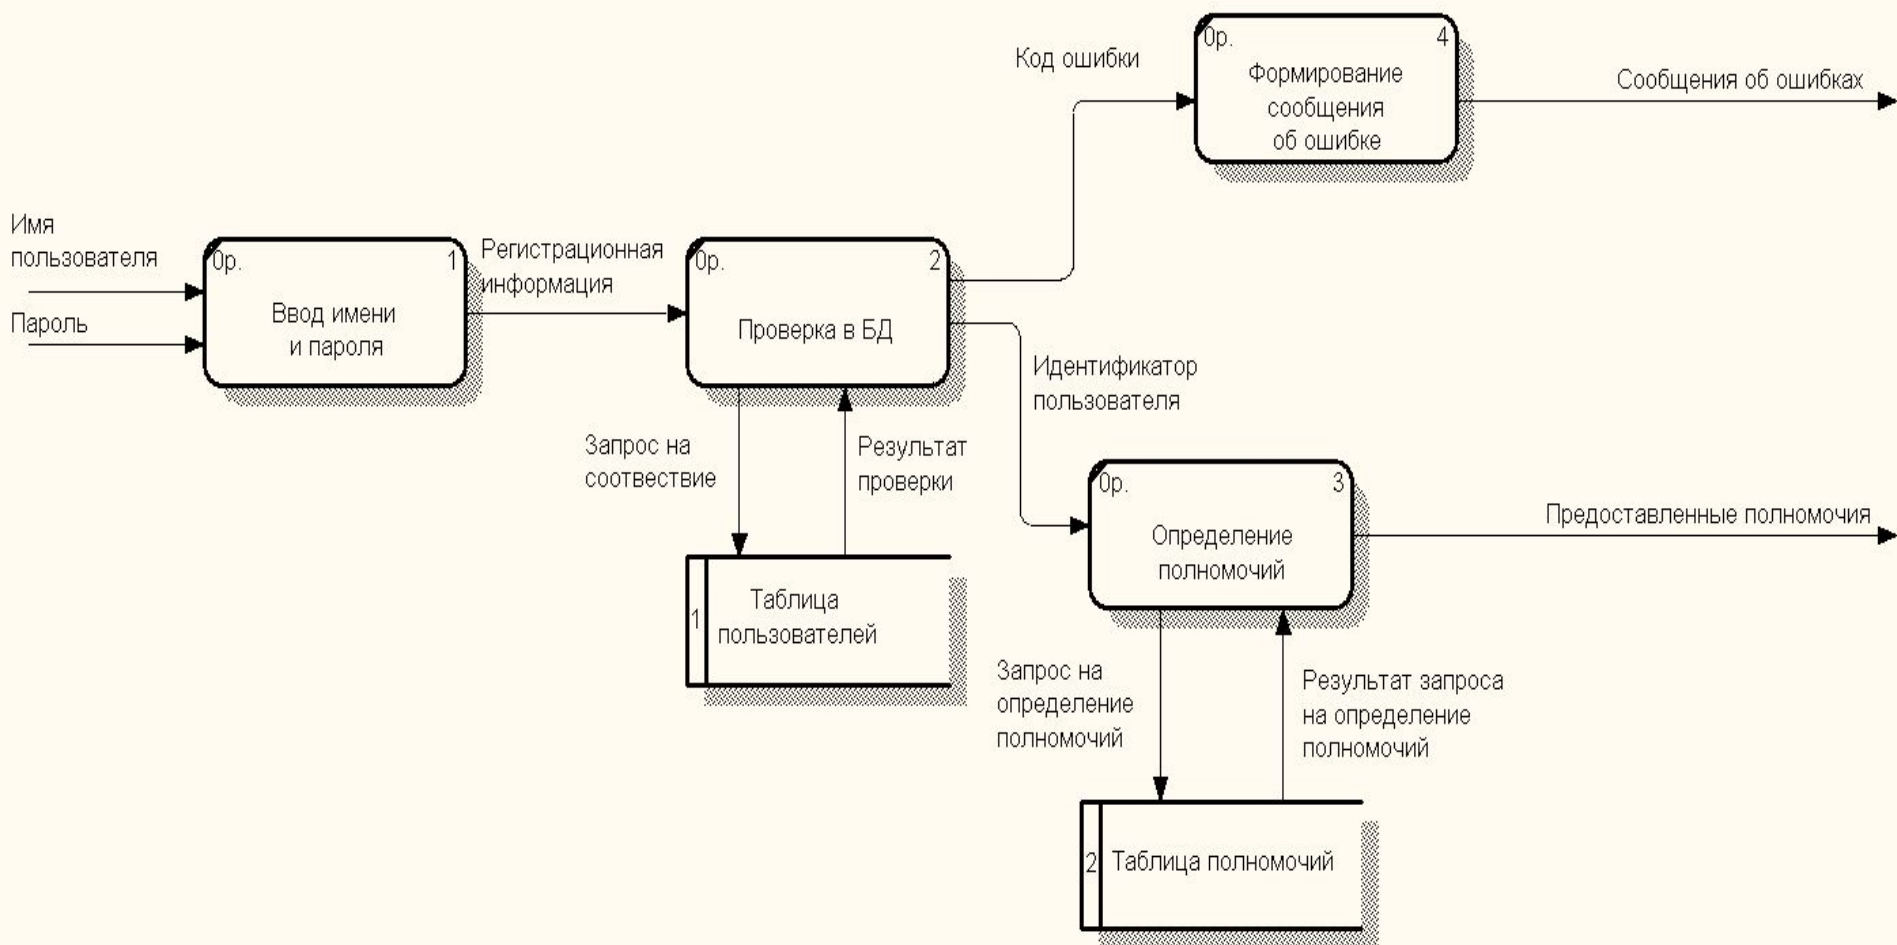 Код ошибки
0р.
4
Формирование
сообщения
об ошибке
Сообщения об ошибках
Имя
пользователя
Пароль
0р.
1
Ввод имени
и пароля
Регистрационная
информация
0р.
2
Проверка в БД
Идентификатор
пользователя
Запрос на
соотвествие
Результат
проверки
0р.
3
Определение
полномочий
Предоставленные полномочия
1
Таблица
пользователей
Запрос на
определение
полномочий
Результат запроса
на определение
полномочий
2
Таблица полномочий